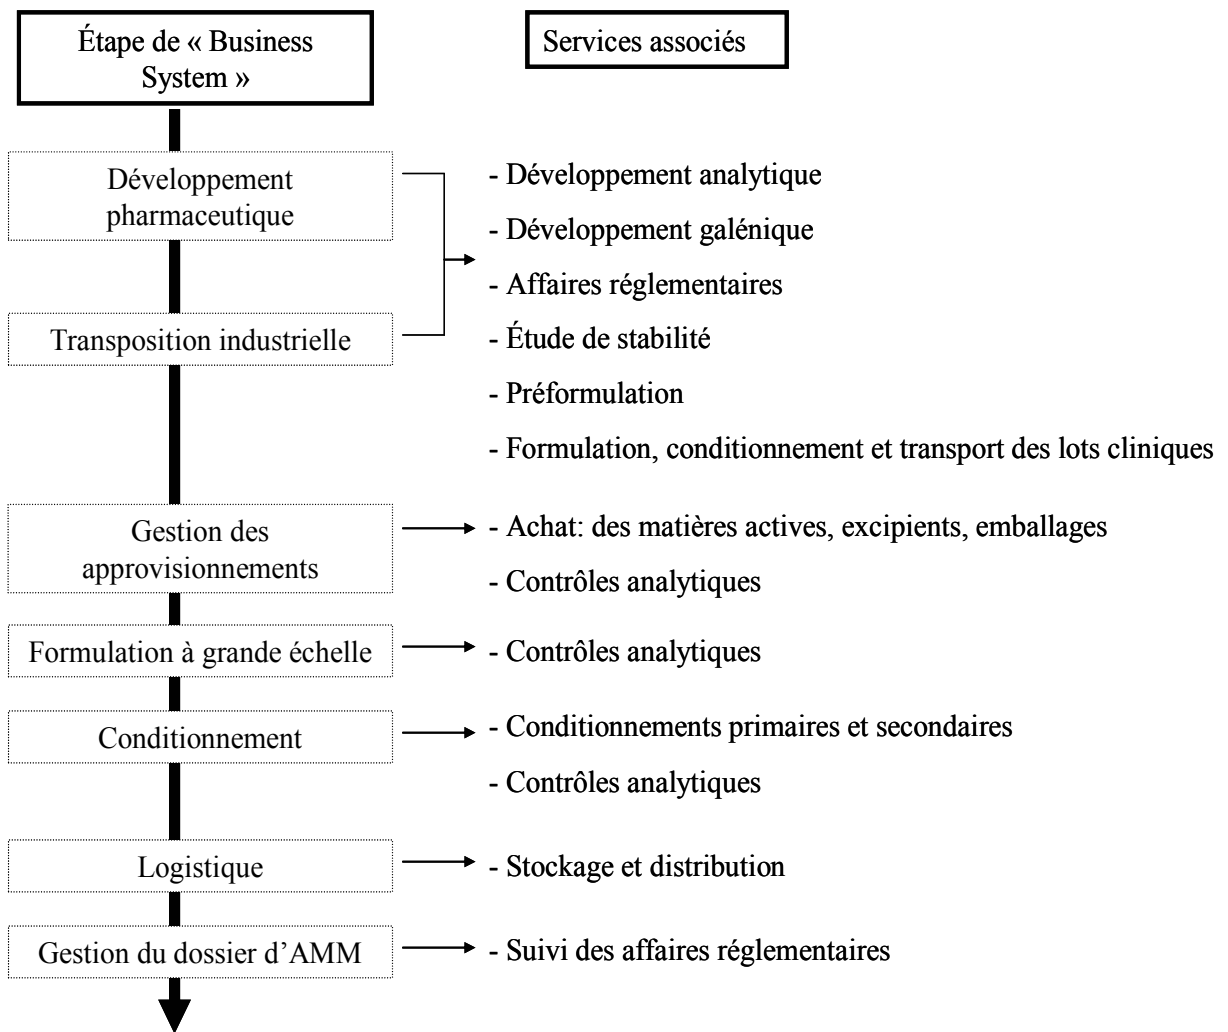 Étape de « Business
System »
Services associés
Développement
pharmaceutique
- Développement analytique
- Développement galénique
- Affaires réglementaires
Transposition industrielle
- Étude de stabilité
- Préformulation
- Formulation, conditionnement et transport des lots cliniques
Gestion des
approvisionnements
- Achat: des matières actives, excipients, emballages
- Contrôles analytiques
Formulation à grande échelle
- Contrôles analytiques
Conditionnement
- Conditionnements primaires et secondaires
- Contrôles analytiques
Logistique
- Stockage et distribution
Gestion du dossier d’AMM
- Suivi des affaires réglementaires